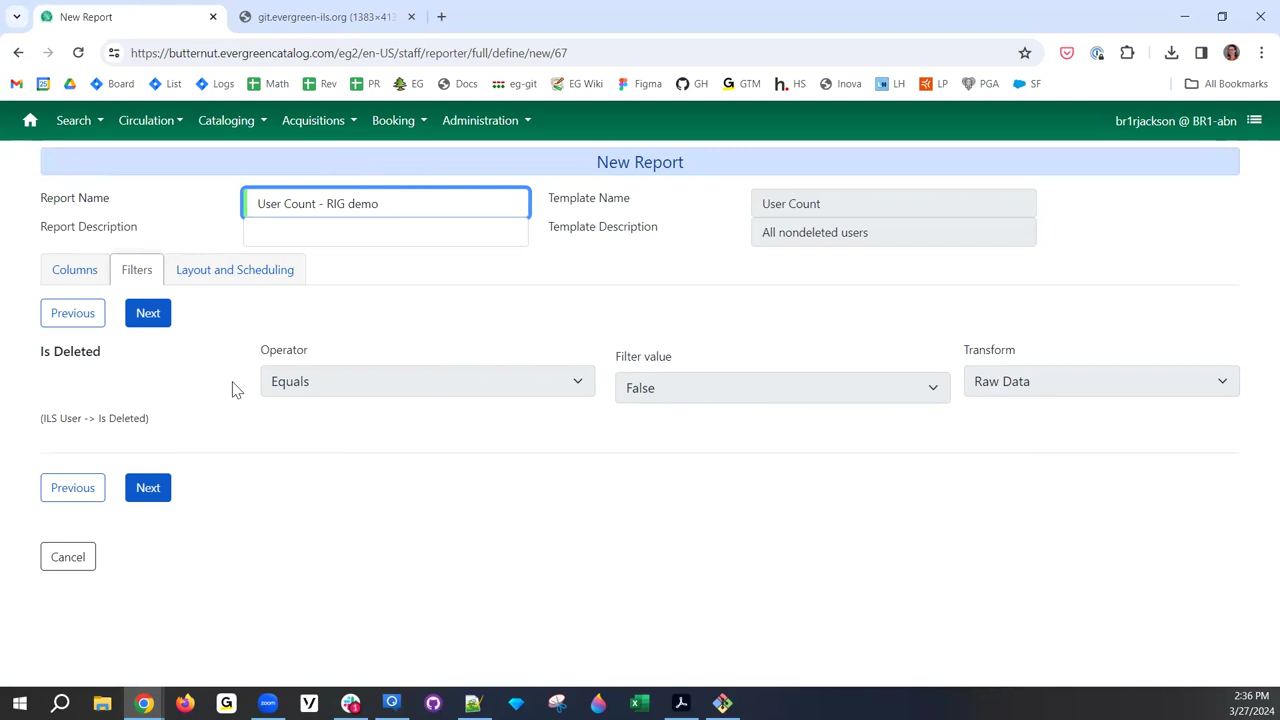 New Report
git.evergreen-ils.org (1383×413
https://butternut.evergreencatalog.com/eg2/en-US/staff/reporter/full/define/new/67
Board List Logs Math Rev PR EG Docs eg-git EG Wiki Figma GH GTM HS Inova LH LP PGA SF All Bookmarks
Search Circulation Cataloging Acquisitions Booking Administration br1rjackson @ BR1-abn
New Report
Report Name User Count - RIG demo Template Name User Count
Report Description Template Description All nondeleted users
Columns Filters Layout and Scheduling
Previous Next
Is Deleted Operator Filter value Transform
Equals False Raw Data
(ILS User -> Is Deleted)
Previous Next
Cancel
zoom
2:36 PM
3/27/2024